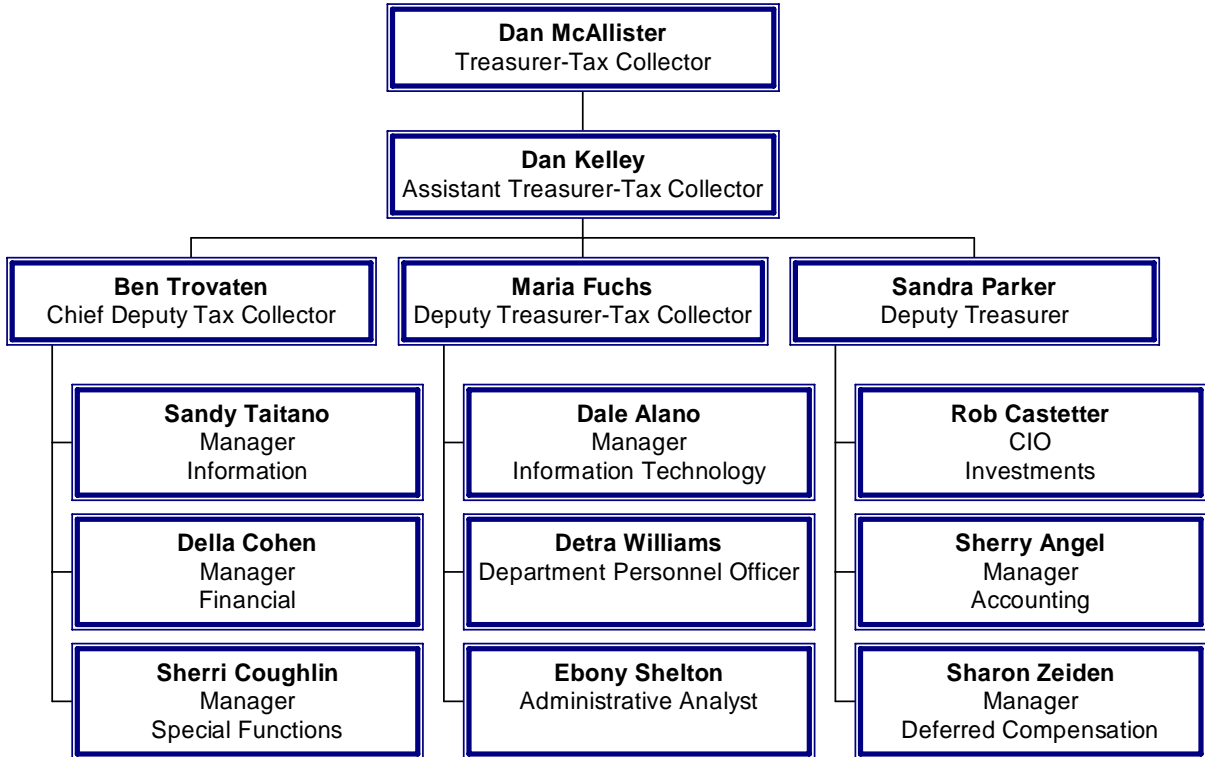 Dan McAllister
Treasurer-Tax Collector
Dan Kelley
Assistant Treasurer-Tax Collector
Ben Trovaten
Chief Deputy Tax Collector
Maria Fuchs
Deputy Treasurer-Tax Collector
Sandra Parker
Deputy Treasurer
Sandy Taitano
Manager
Information
Dale Alano
Manager
Information Technology
Rob Castetter
CIO
Investments
Della Cohen
Manager
Financial
Detra Williams
Department Personnel Officer
Sherry Angel
Manager
Accounting
Sherri Coughlin
Manager
Special Functions
Ebony Shelton
Administrative Analyst
Sharon Zeiden
Manager
Deferred Compensation